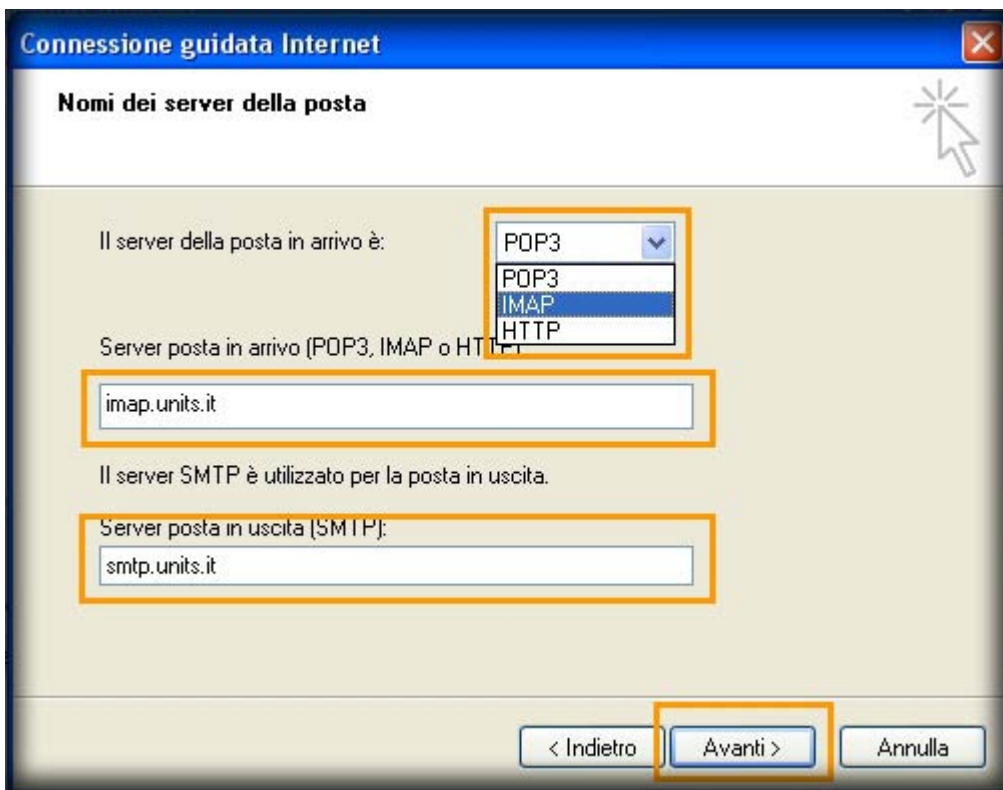 Connessione guidata Internet
Nomi dei server della posta
Il server della posta in arrivo è:
POP3
POP3
IMAP
HTTP
Server posta in arrivo (POP3, IMAP o HTTP)
imap.units.it
Il server SMTP è utilizzato per la posta in uscita.
Server posta in uscita (SMTP):
smtp.units.it
< Indietro
Avanti >
Annulla